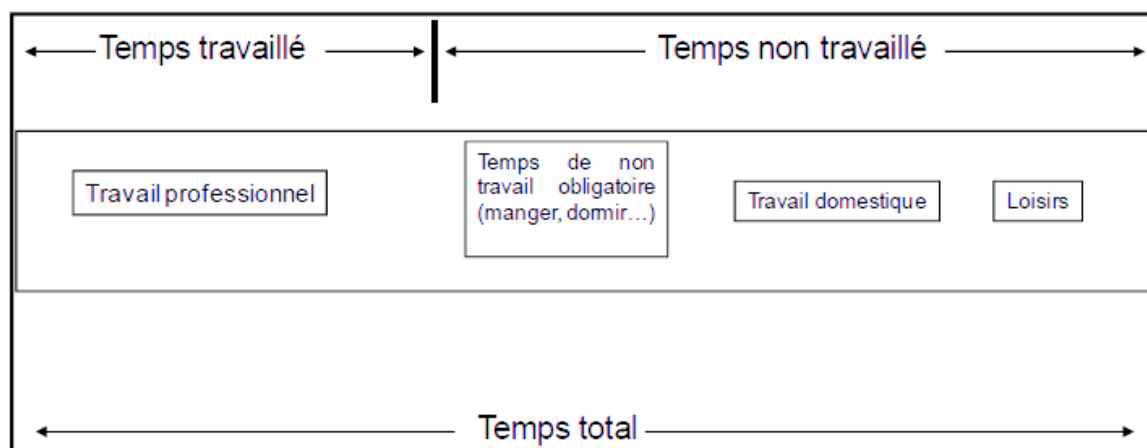 Temps travaillé
Temps non travaillé
Travail professionnel
Temps de non
travail obligatoire
(manger, dormir…)
Travail domestique
Loisirs
Temps total